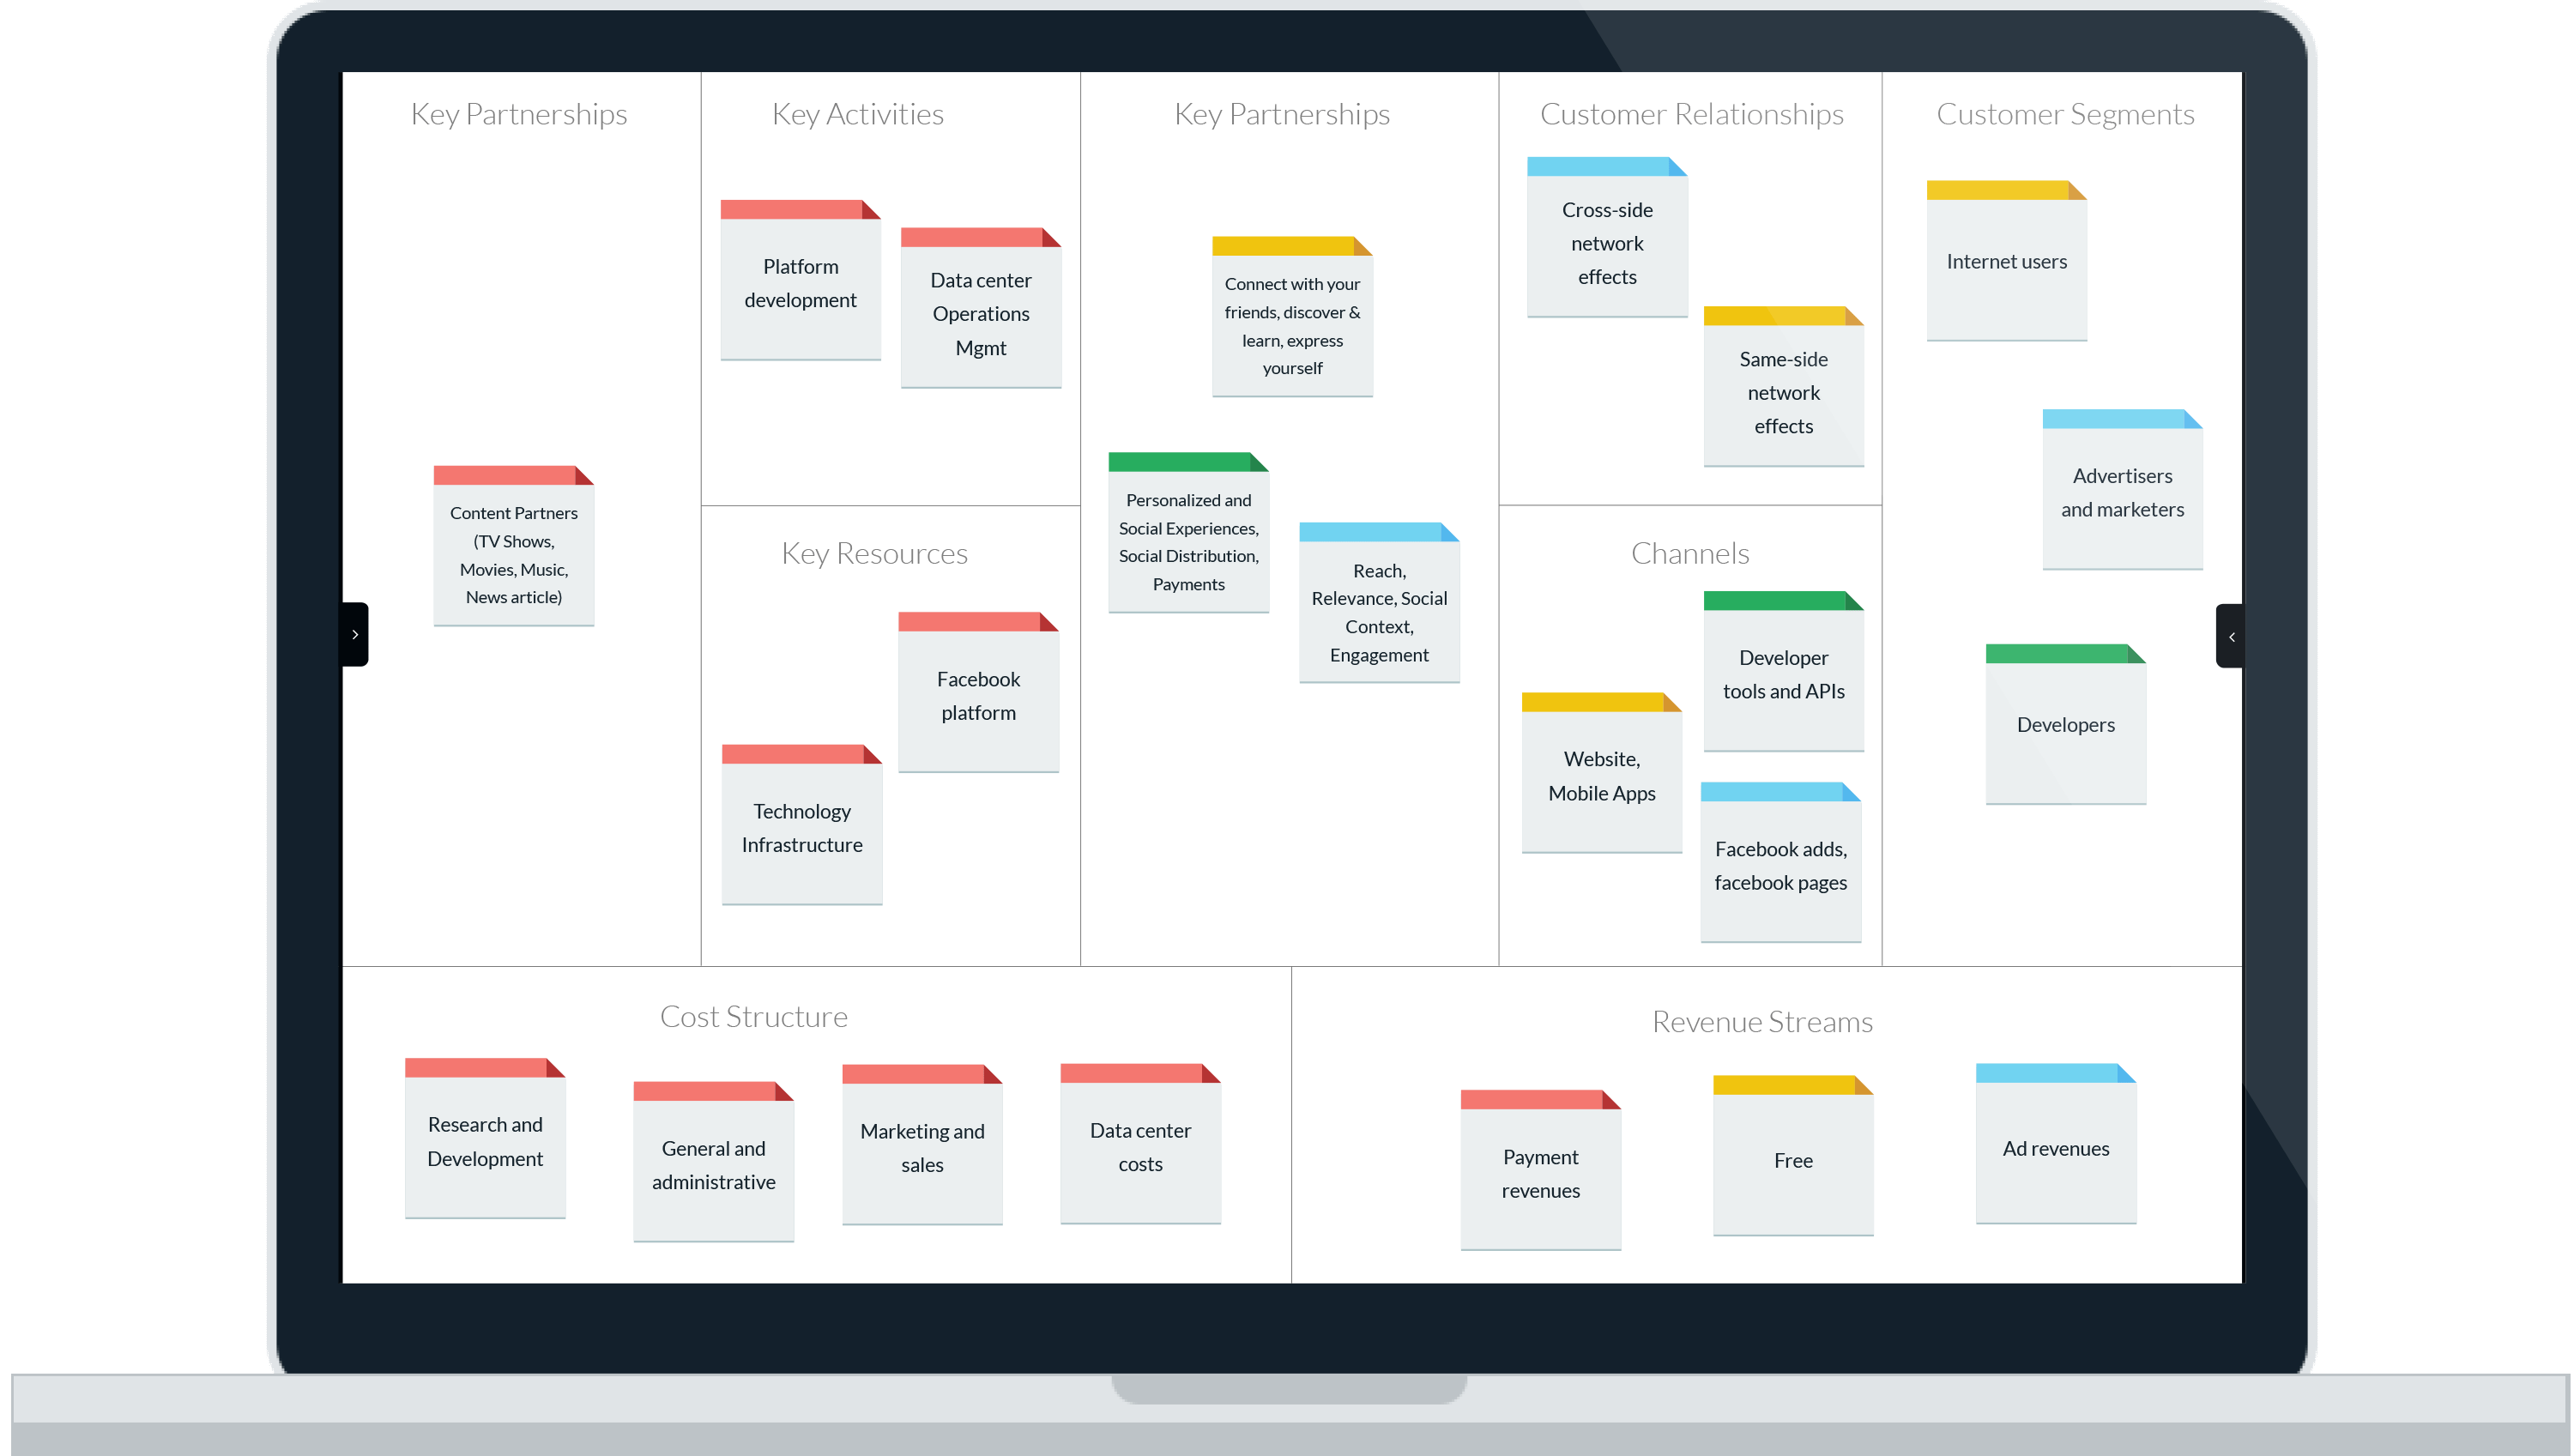 Key Partnerships
Content Partners
(TV Shows,
Movies, Music,
News article)
Key Activities
Platform
development
Data center
Operations
Mgmt
Key Resources
Facebook
platform
Technology
Infrastructure
Key Partnerships
Connect with your
friends, discover &
learn, express
yourself
Personalized and
Social Experiences,
Social Distribution,
Payments
Reach,
Relevance, Social
Context,
Engagement
Customer Relationships
Cross-side
network
effects
Same-side
network
effects
Channels
Developer
tools and APIs
Website,
Mobile Apps
Facebook adds,
facebook pages
Customer Segments
Internet users
Advertisers
and marketers
Developers
Cost Structure
Research and
Development
General and
administrative
Marketing and
sales
Data center
costs
Revenue Streams
Payment
revenues
Free
Ad revenues